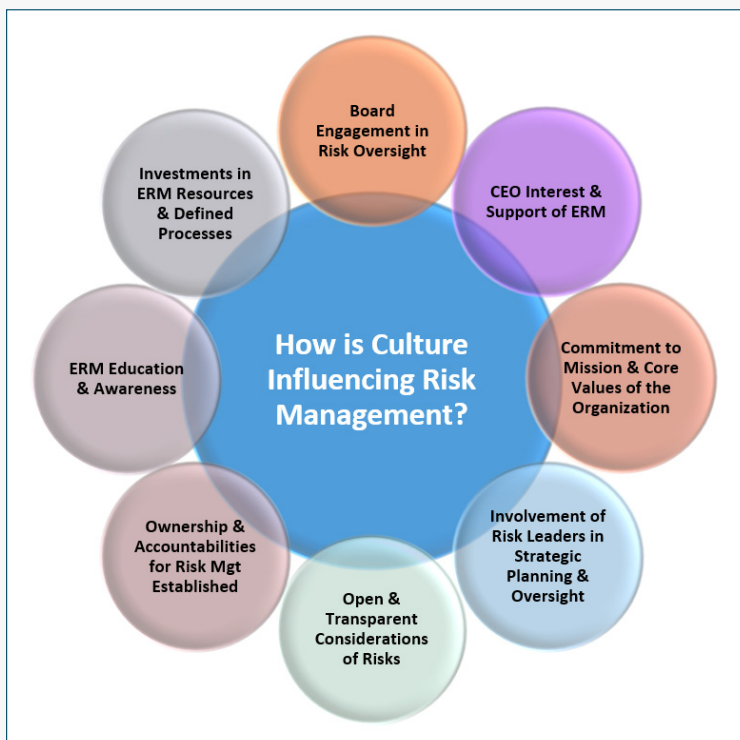 Board
Engagement in
Risk Oversight
CEO Interest &
Support of ERM
Commitment to
Mission & Core
Values of the
Organization
Involvement of
Risk Leaders in
Strategic
Planning &
Oversight
Open &
Transparent
Considerations
of Risks
Ownership &
Accountabilities
for Risk Mgt
Established
ERM Education
& Awareness
Investments in
ERM Resources
& Defined
Processes
How is Culture
Influencing Risk
Management?